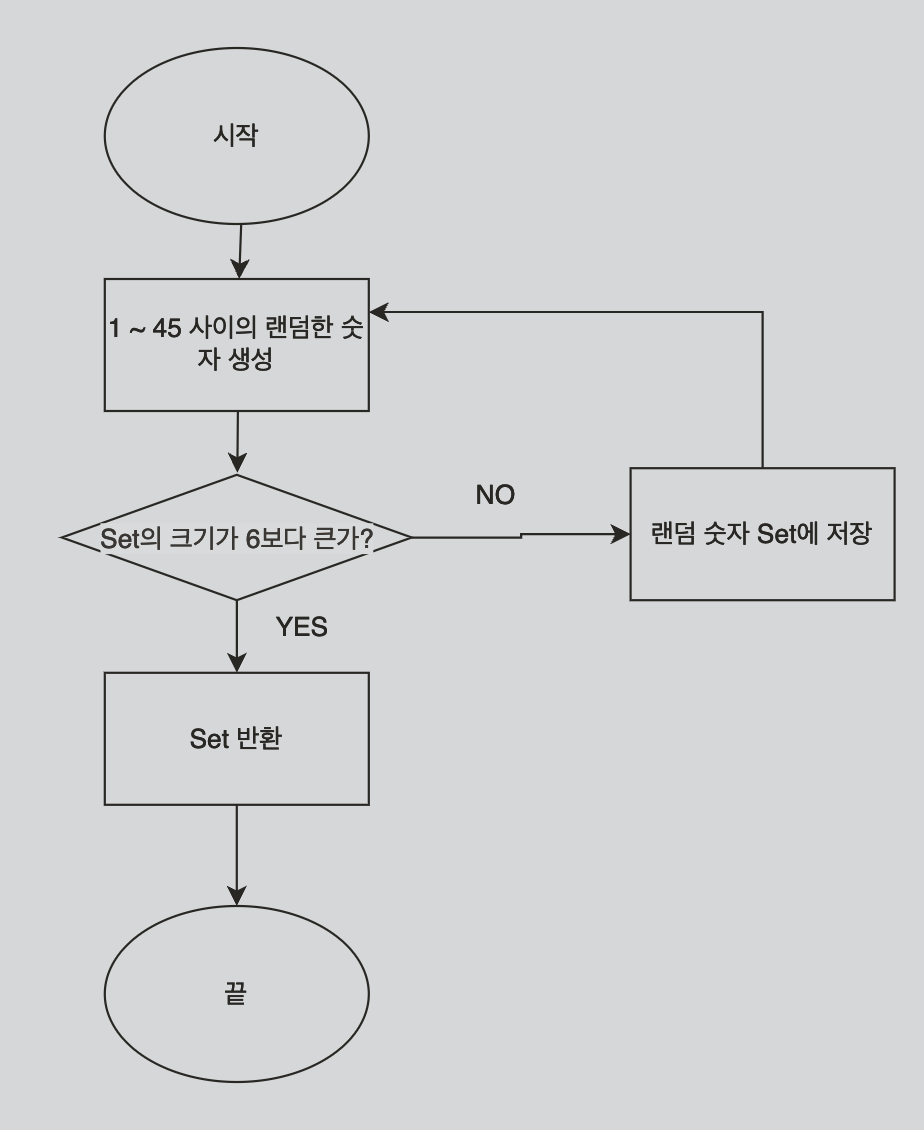 시작
1 ~ 45 사이의 랜덤한 숫
자 생성
NO
Set의 크기가 6보다 큰가?
랜덤 숫자 Set에 저장
YES
Set 반환
끝